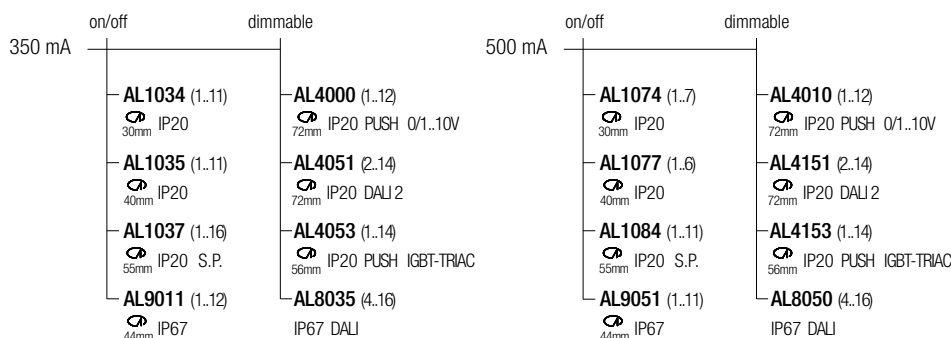 on/off dimmable
350 mA
AL1034 (1..11) AL4000 (1..12)
30mm IP20 72mm IP20 PUSH 0/1..10V
AL1035 (1..11) AL4051 (2..14)
40mm IP20 72mm IP20 DALI 2
AL1037 (1..16) AL4053 (1..14)
55mm IP20 S.P. 56mm IP20 PUSH IGBT-TRIAC
AL9011 (1..12) AL8035 (4..16)
44mm IP67 IP67 DALI
on/off dimmable
500 mA
AL1074 (1..7) AL4010 (1..12)
30mm IP20 72mm IP20 PUSH 0/1..10V
AL1077 (1..6) AL4151 (2..14)
40mm IP20 72mm IP20 DALI 2
AL1084 (1..11) AL4153 (1..14)
55mm IP20 S.P. 56mm IP20 PUSH IGBT-TRIAC
AL9051 (1..11) AL8050 (4..16)
44mm IP67 IP67 DALI